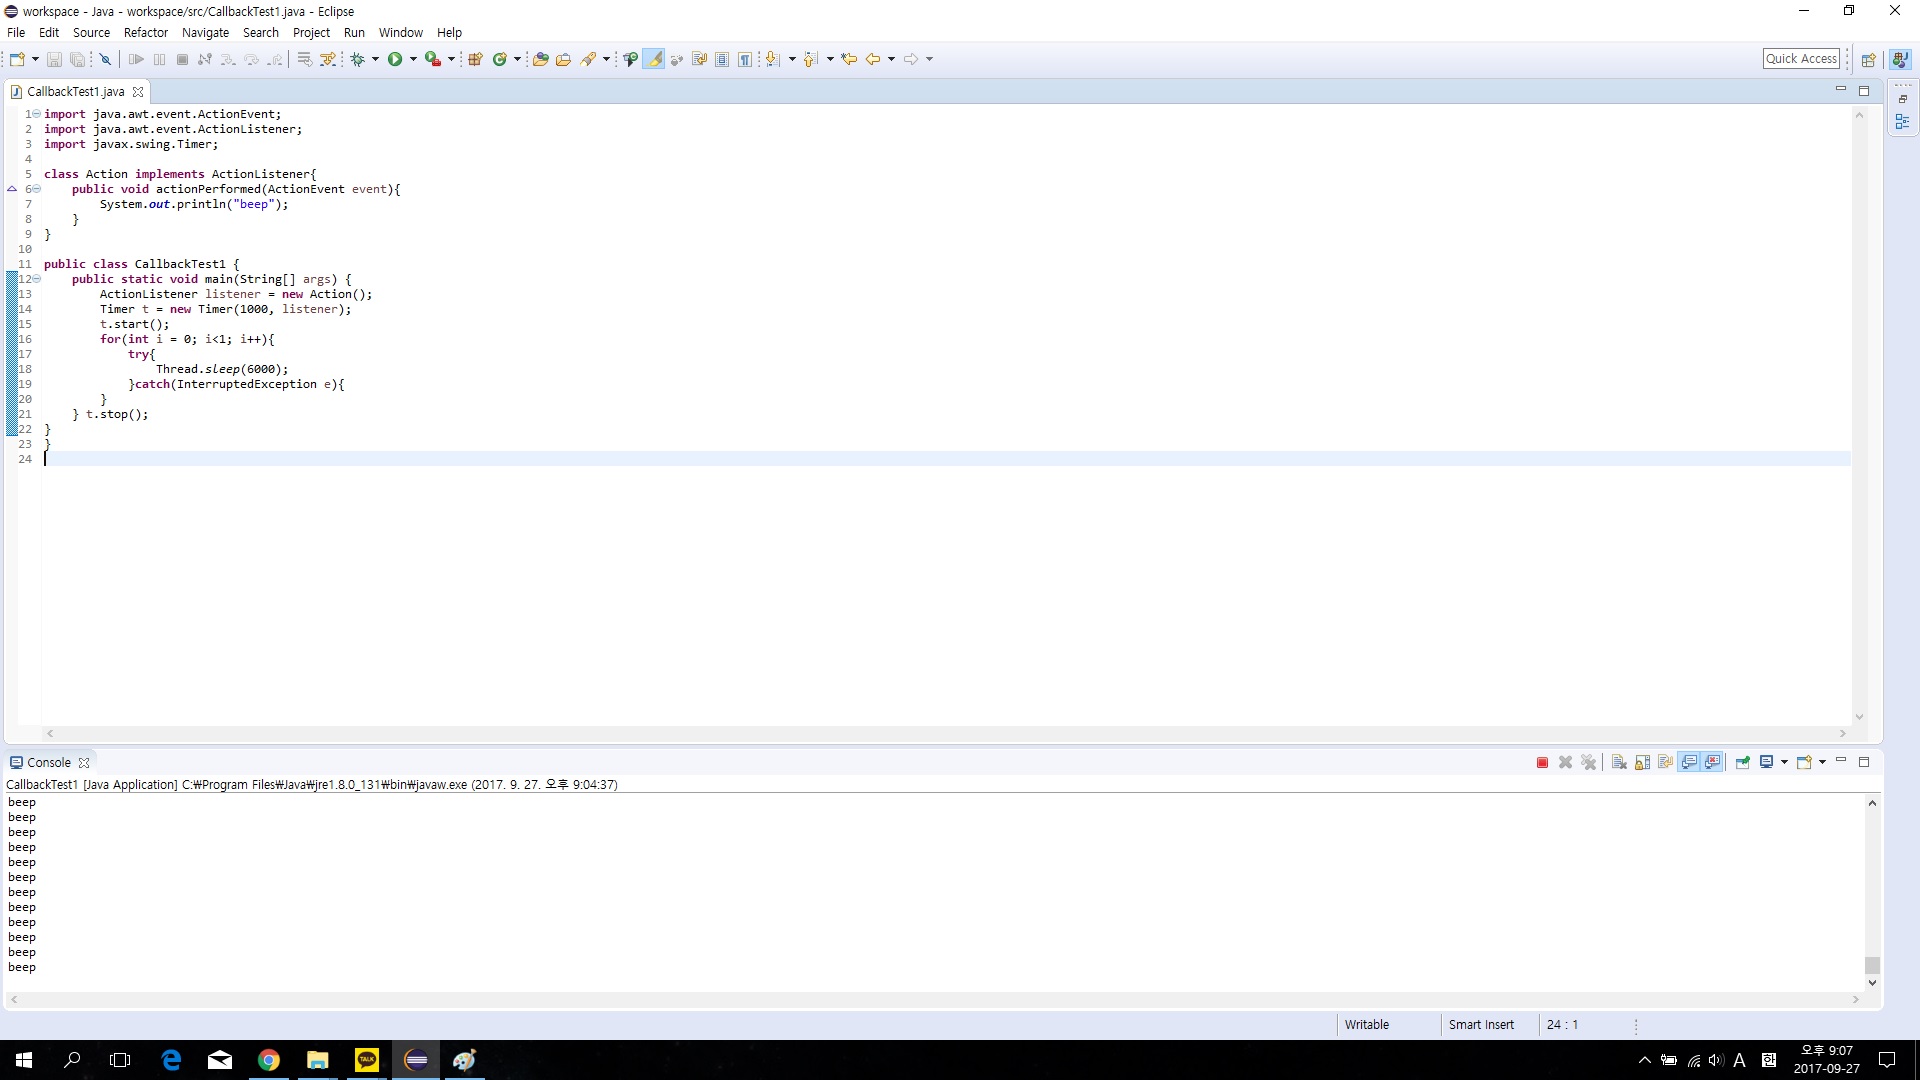 workspace - Java - workspace/src/CallbackTest1.java - Eclipse
File Edit Source Refactor Navigate Search Project Run Window Help
Quick Access
CallbackTest1.java
1 import java.awt.event.ActionEvent;
2 import java.awt.event.ActionListener;
3 import javax.swing.Timer;
4
5 class Action implements ActionListener{
6 public void actionPerformed(ActionEvent event){
7 System.out.println("beep");
8 }
9 }
10
11 public class CallbackTest1 {
12 public static void main(String[] args) {
13 ActionListener listener = new Action();
14 Timer t = new Timer(1000, listener);
15 t.start();
16 for(int i = 0; i<1; i++){
17 try{
18 Thread.sleep(6000);
19 }catch(InterruptedException e){
20 }
21 } t.stop();
22 }
23 }
24
Console
CallbackTest1 [Java Application] C:₩Program Files₩Java₩jre1.8.0_131₩bin₩javaw.exe (2017. 9. 27. 오후 9:04:37)
beep
beep
beep
beep
beep
beep
beep
beep
beep
beep
beep
beep
Writable Smart Insert 24 : 1
TALK
A 한 오후 9:07
2017-09-27